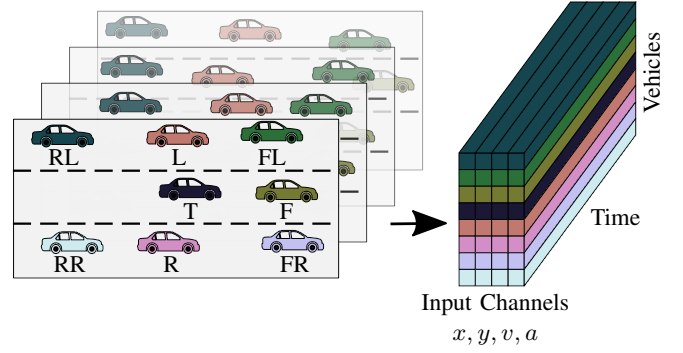 RL L FL
T F
RR R FR
Vehicles
Time
Input Channels
x, y, v, a